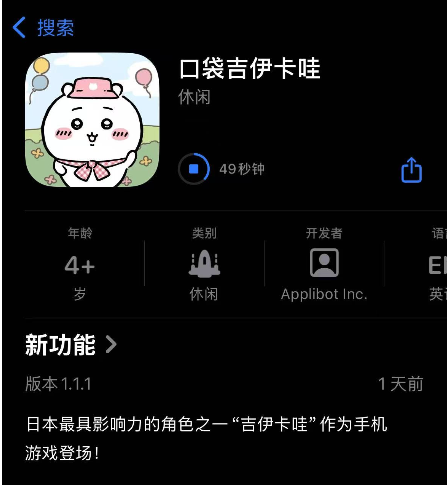 搜索
口袋吉伊卡哇
休闲
49秒钟
年龄
4+
岁
类别
休闲
开发者
Applibot Inc.
新功能
版本 1.1.1
1 天前
日本最具影响力的角色之一“吉伊卡哇”作为手机
游戏登场！